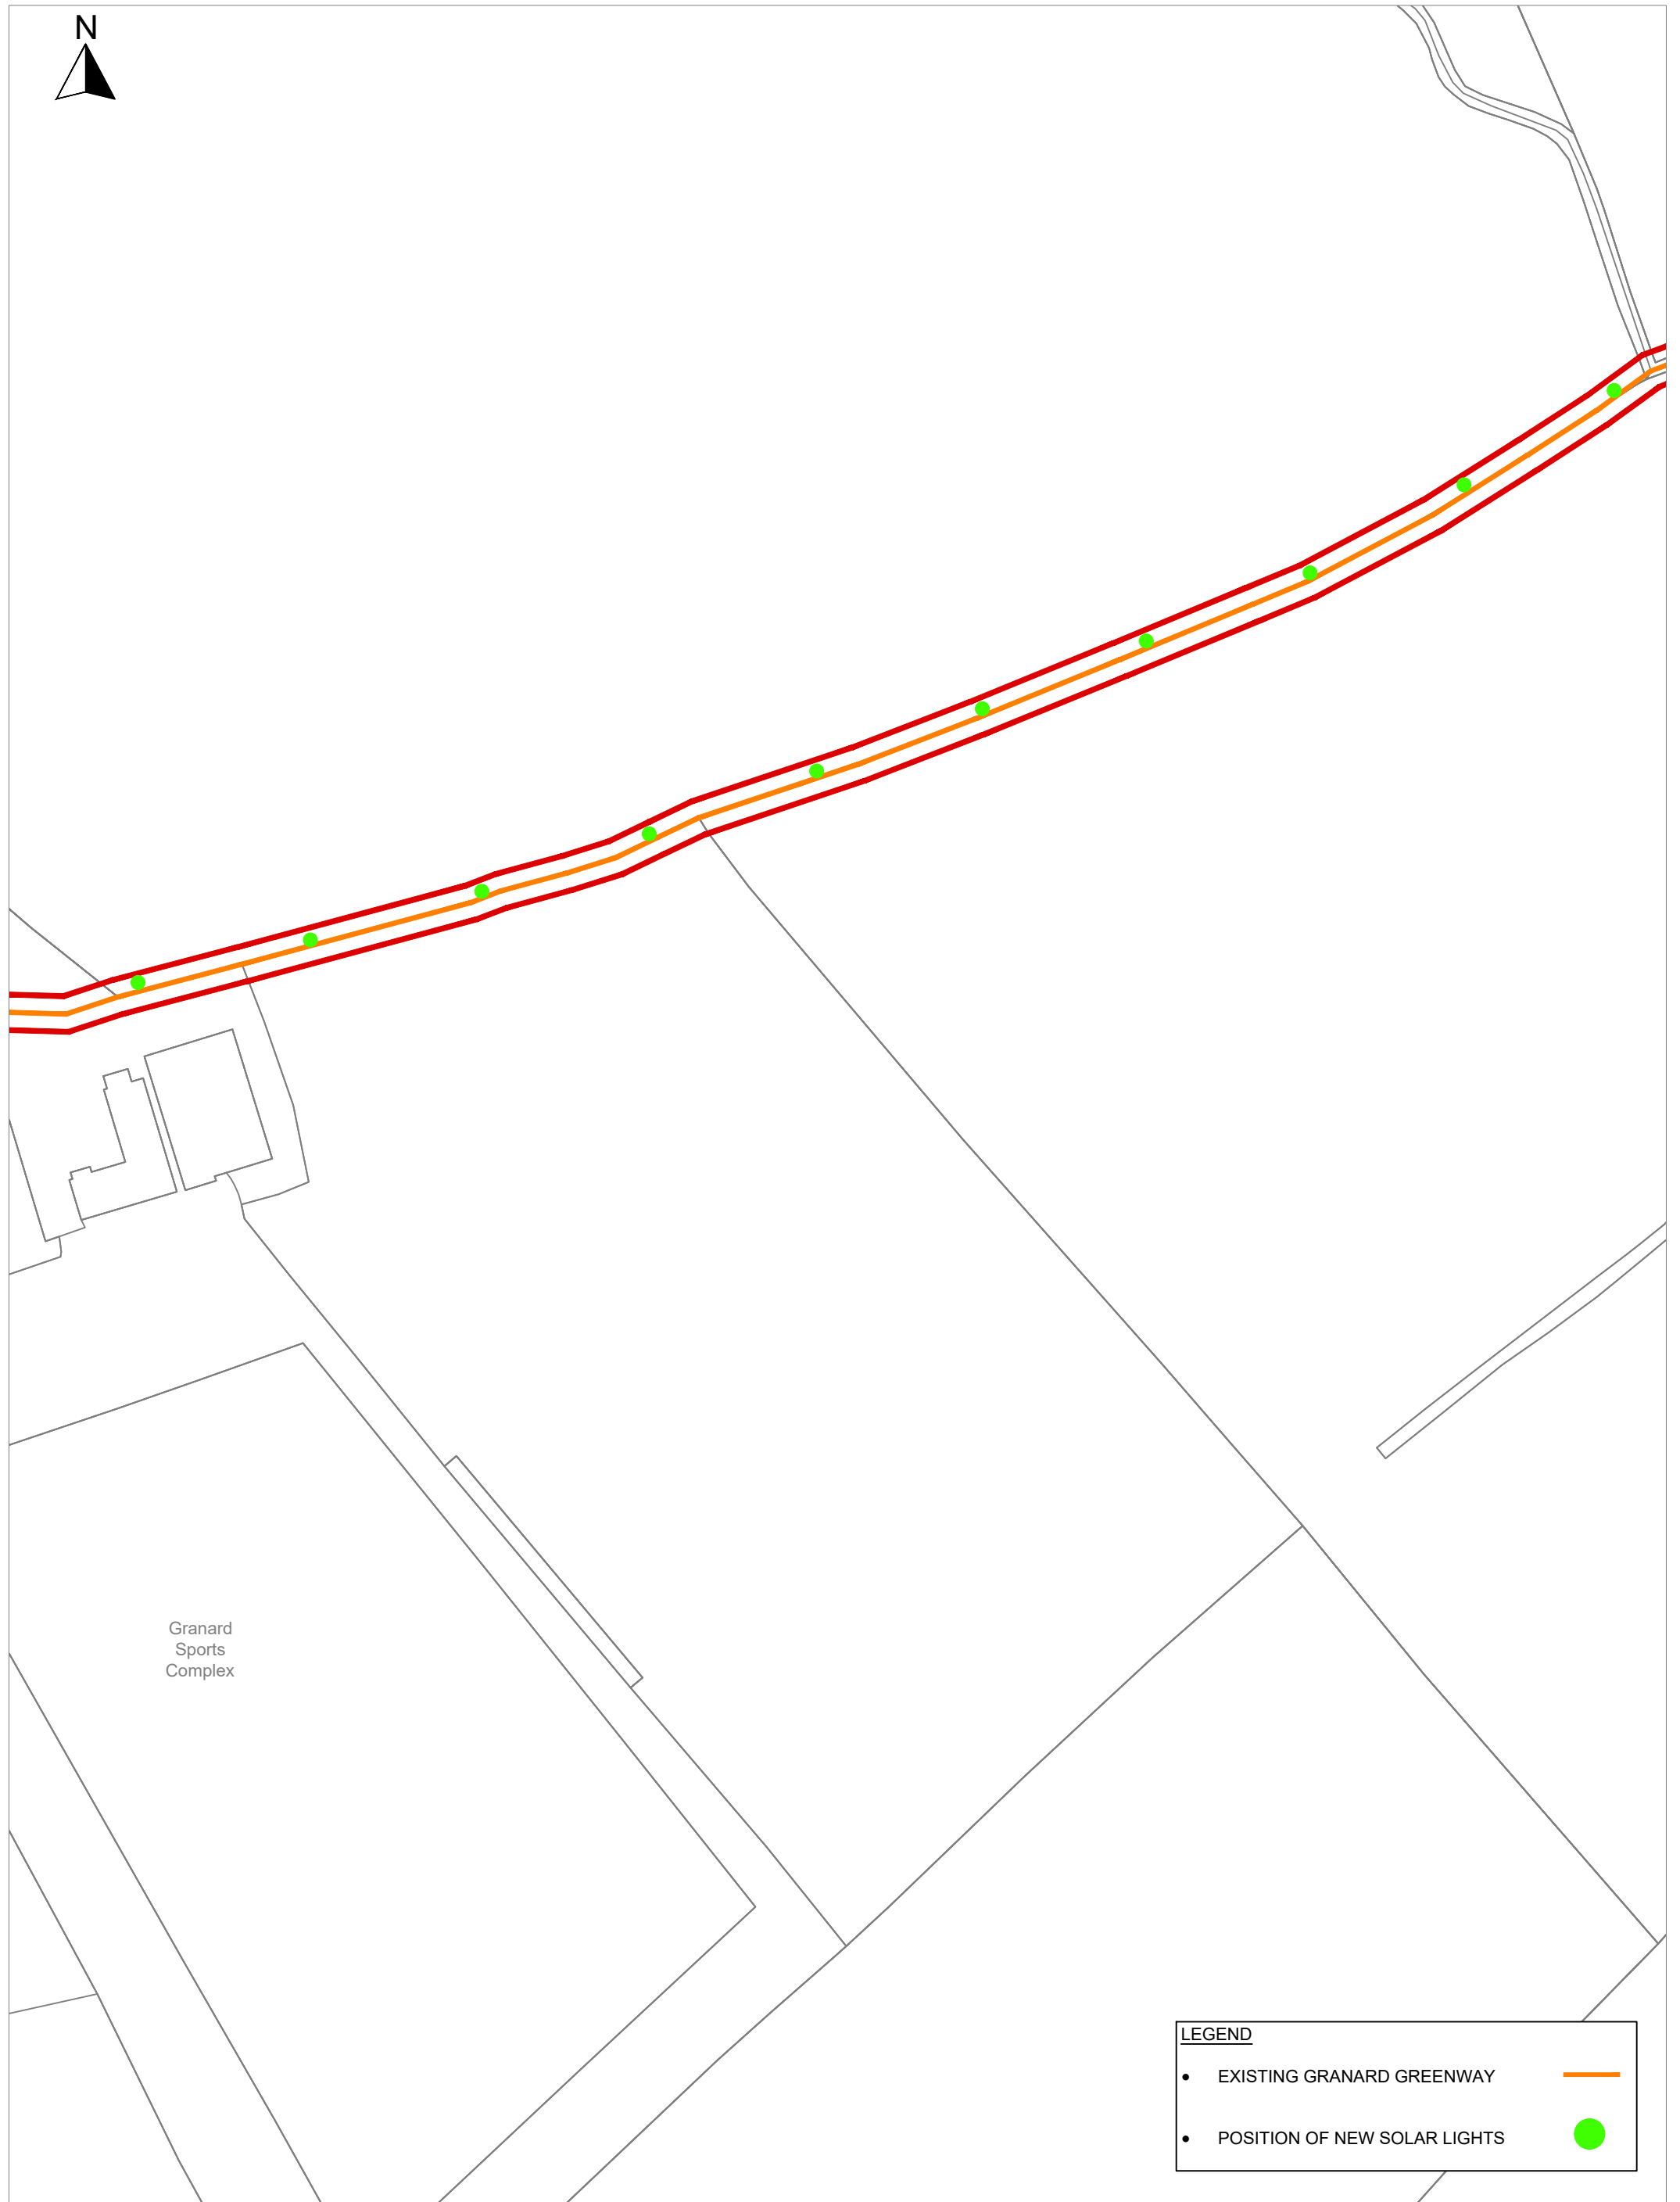 N
Granard
Sports
Complex
LEGEND
• EXISTING GRANARD GREENWAY
• POSITION OF NEW SOLAR LIGHTS